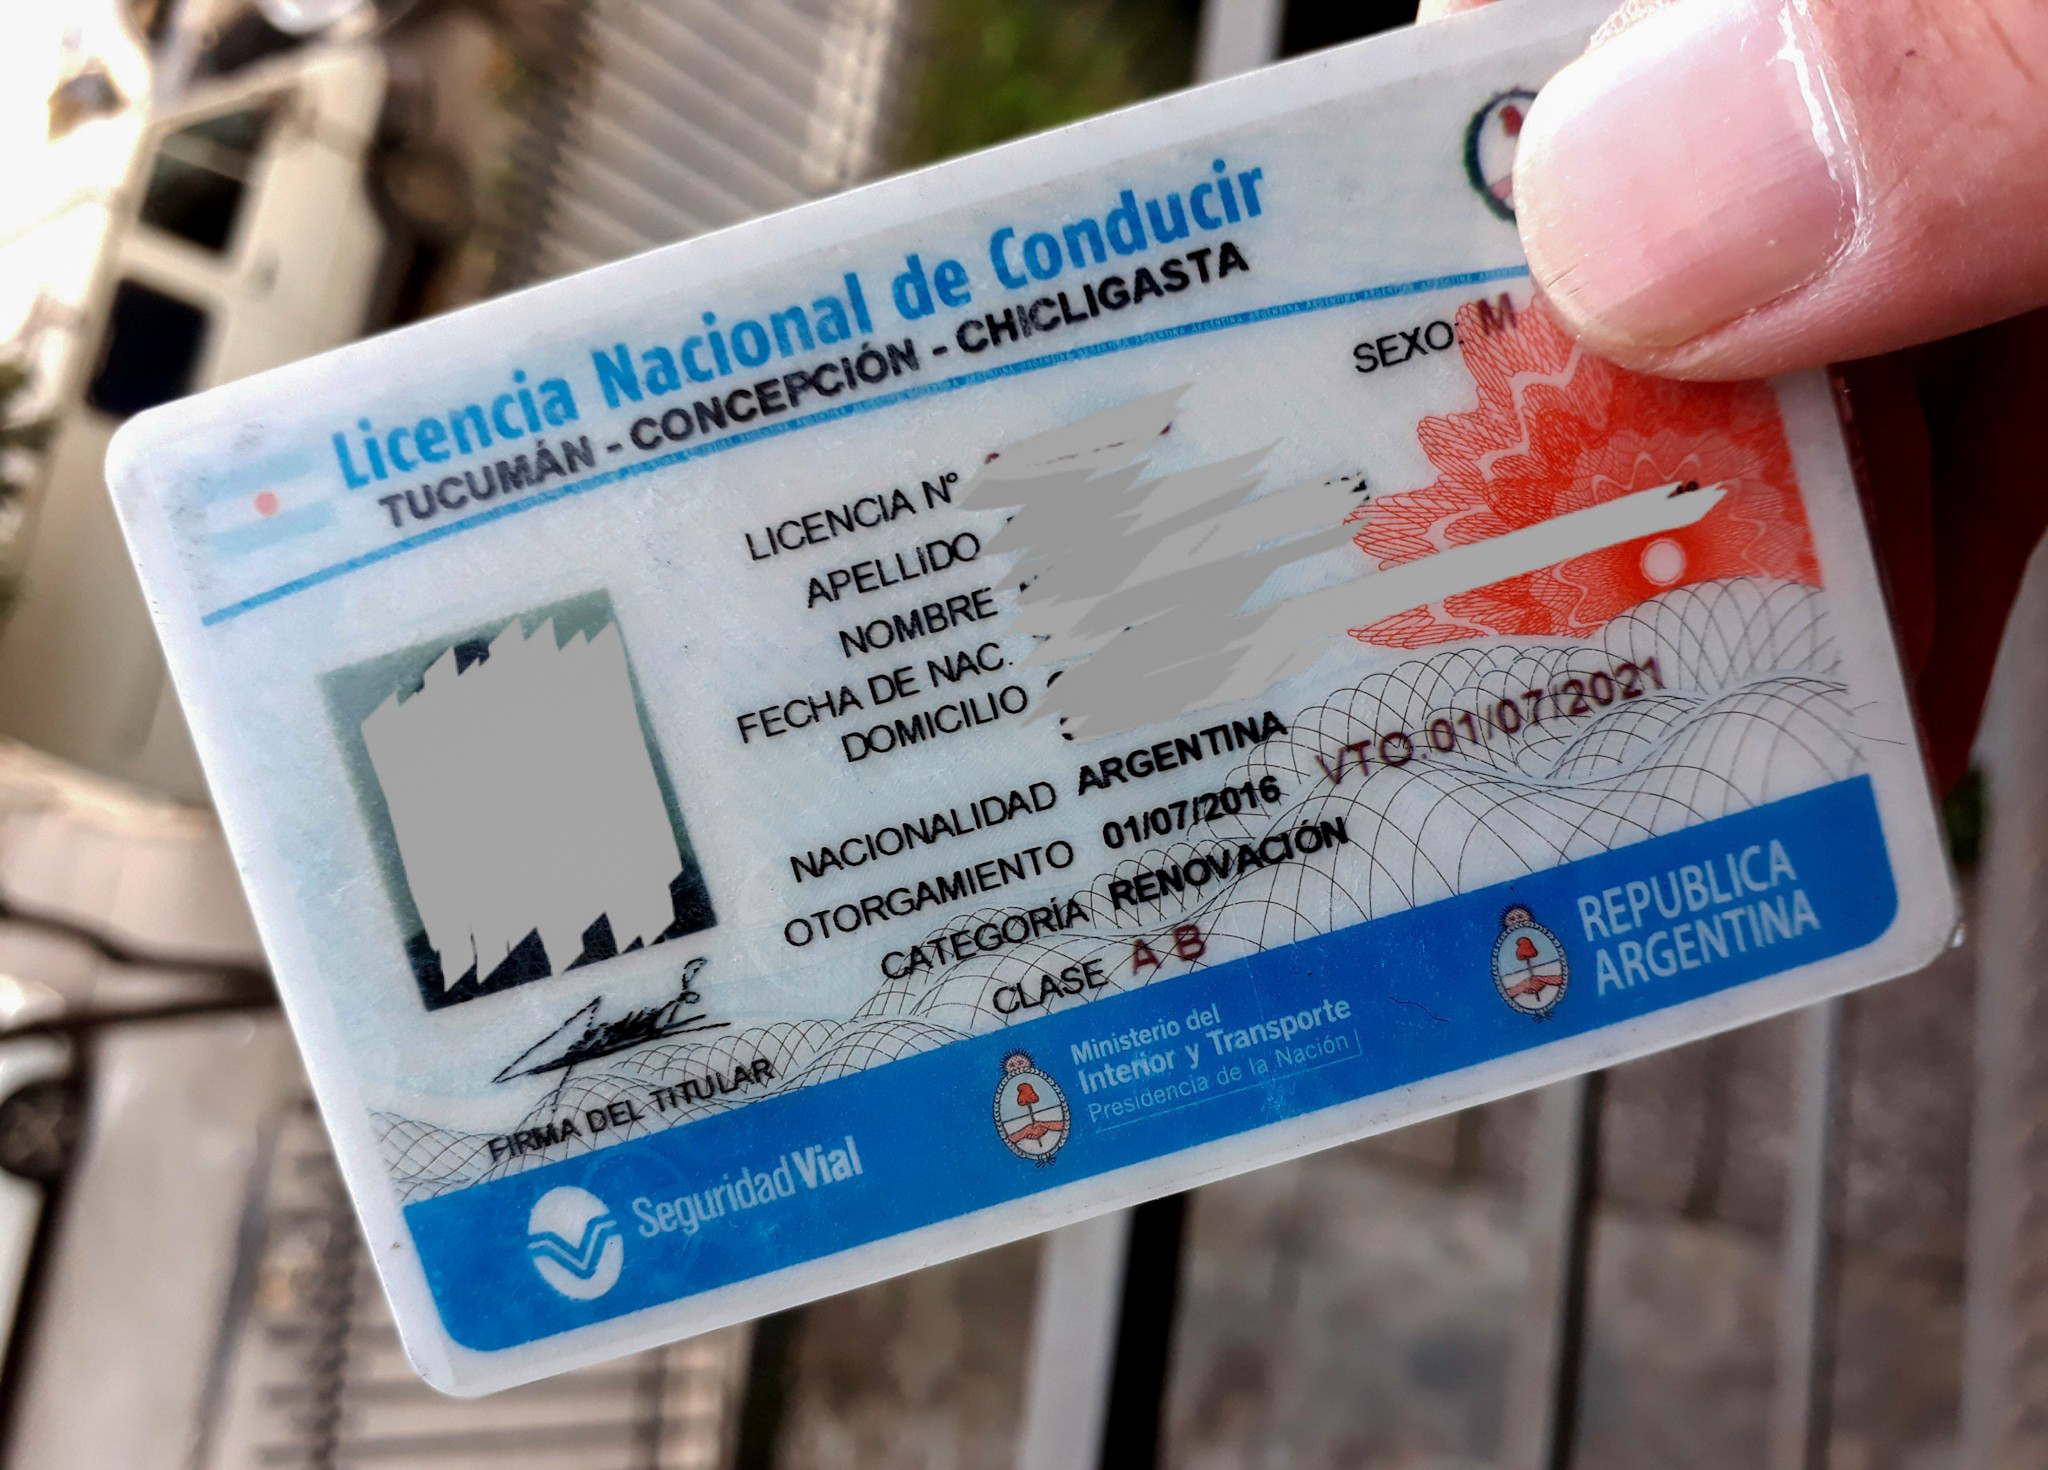 Licencia Nacional de Conducir
TUCUMÁN - CONCEPCIÓN - CHICLIGASTA
SEXO: M
LICENCIA Nº
APELLIDO
NOMBRE
FECHA DE NAC.
DOMICILIO
NACIONALIDAD ARGENTINA
OTORGAMIENTO 01/07/2016 VTO. 01/07/2021
CATEGORÍA RENOVACIÓN
CLASE A B
FIRMA DEL TITULAR
SeguridadVial
Ministerio del
Interior y Transporte
Presidencia de la Nación
REPUBLICA
ARGENTINA